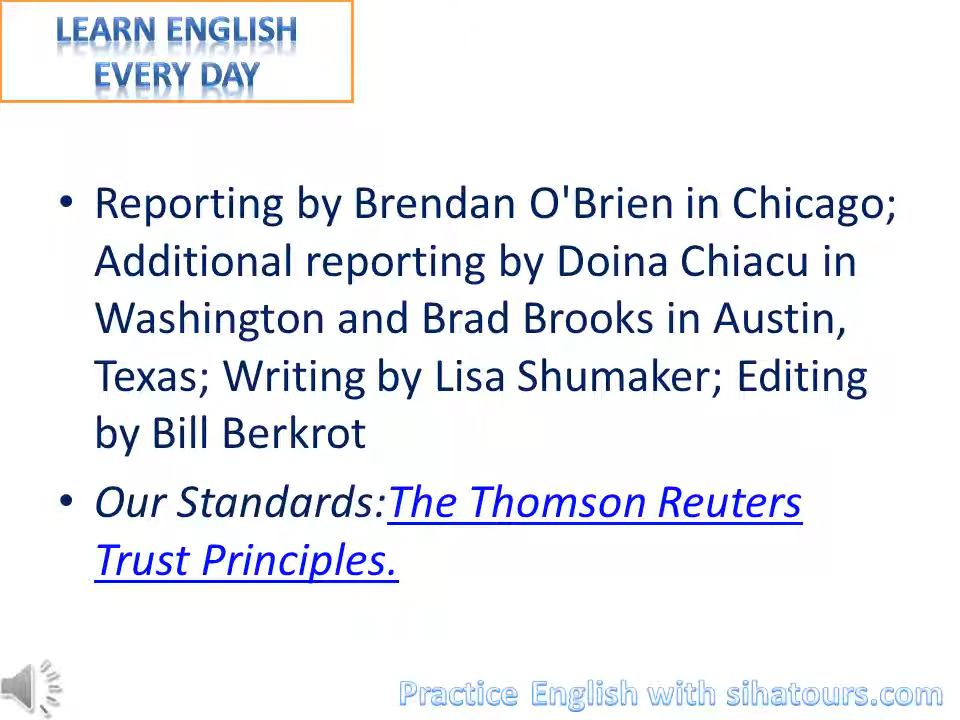 LEARN ENGLISH
EVERY DAY
• Reporting by Brendan O'Brien in Chicago;
Additional reporting by Doina Chiacu in
Washington and Brad Brooks in Austin,
Texas; Writing by Lisa Shumaker; Editing
by Bill Berkrot
• Our Standards:The Thomson Reuters
Trust Principles.
Practice English with sihatours.com